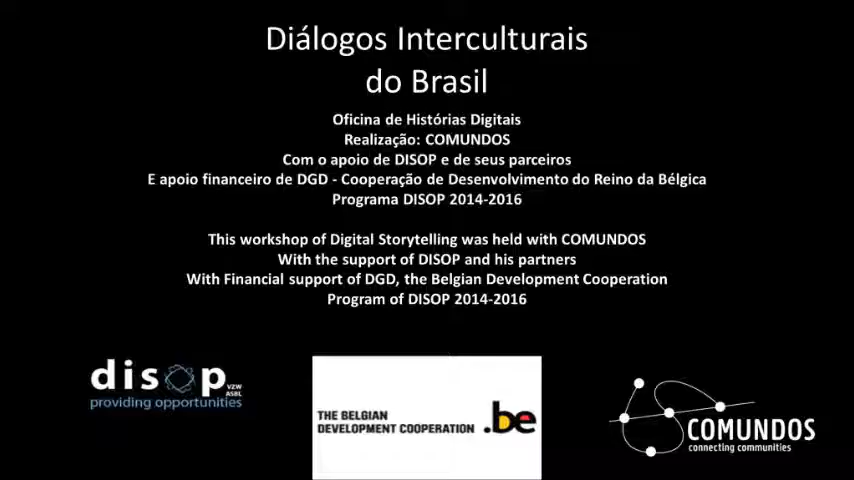 Diálogos Interculturais
do Brasil
Oficina de Histórias Digitais
Realização: COMUNDOS
Com o apoio de DISOP e de seus parceiros
E apoio financeiro de DGD - Cooperação de Desenvolvimento do Reino da Bélgica
Programa DISOP 2014-2016
This workshop of Digital Storytelling was held with COMUNDOS
With the support of DISOP and his partners
With Financial support of DGD, the Belgian Development Cooperation
Program of DISOP 2014-2016
disop VZW ASBL
providing opportunities
THE BELGIAN
DEVELOPMENT COOPERATION .be
COMUNDOS
connecting communities